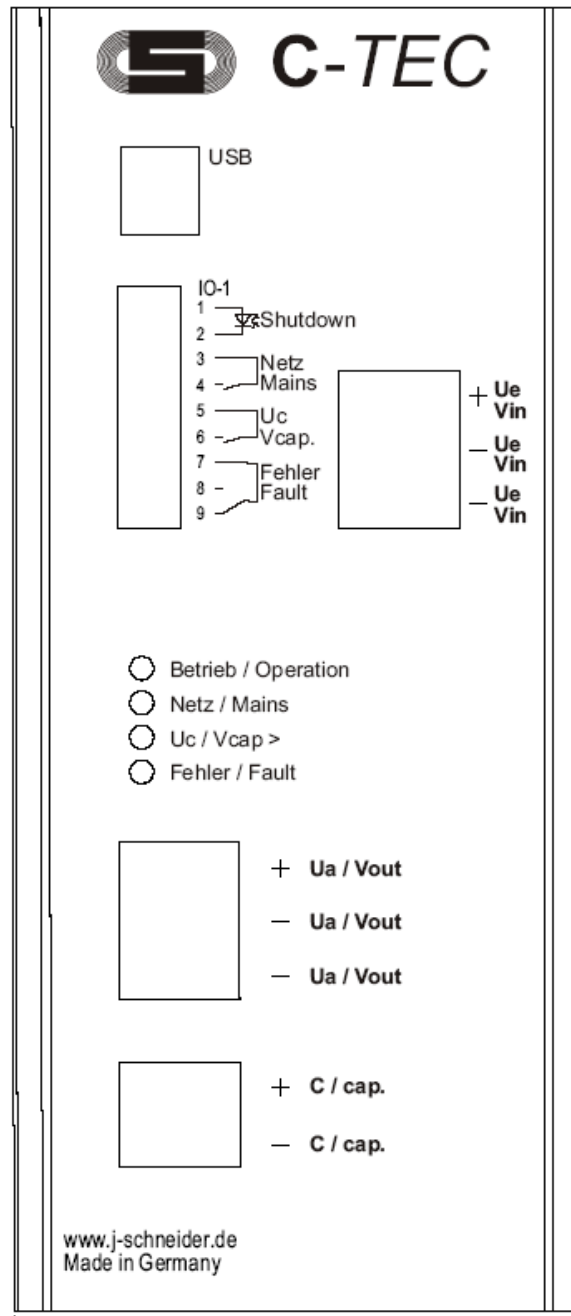 C-TEC
USB
IO-1
1
2
Shutdown
3
4
Netz
Mains
5
6
Uc
Vcap.
7
8
9
Fehler
Fault
+ Ue
Vin
– Ue
Vin
– Ue
Vin
Betrieb / Operation
Netz / Mains
Uc / Vcap >
Fehler / Fault
+ Ua / Vout
– Ua / Vout
– Ua / Vout
+ C / cap.
– C / cap.
www.j-schneider.de
Made in Germany